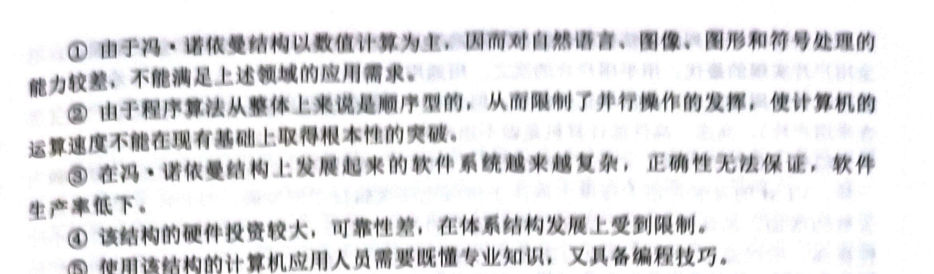 ① 由于冯·诺依曼结构以数值计算为主，因而对自然语言、图像、图形和符号处理的
能力较差，不能满足上述领域的应用需求。
② 由于程序算法从整体上来说是顺序型的，从而限制了并行操作的发挥，使计算机的
运算速度不能在现有基础上取得根本性的突破。
③ 在冯·诺依曼结构上发展起来的软件系统越来越复杂，正确性无法保证，软件
生产率低下。
④ 该结构的硬件投资较大，可靠性差，在体系结构发展上受到限制。
⑤ 使用该结构的计算机应用人员需要既懂专业知识，又具备编程技巧。